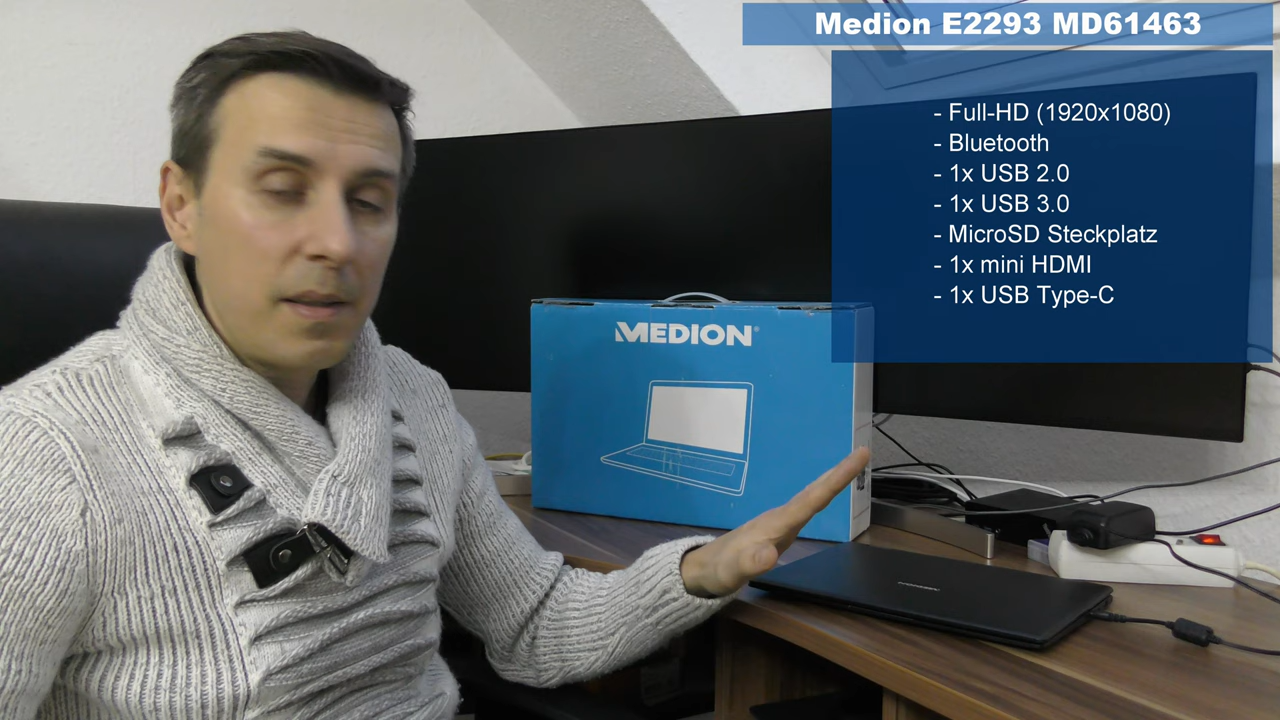 Medion E2293 MD61463
- Full-HD (1920x1080)
- Bluetooth
- 1x USB 2.0
- 1x USB 3.0
- MicroSD Steckplatz
- 1x mini HDMI
- 1x USB Type-C
MEDION®
MEDION